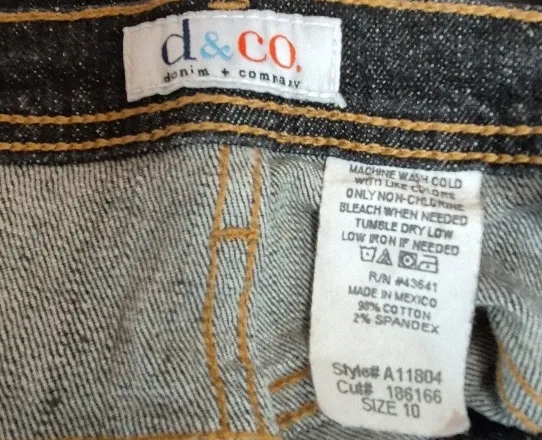 d&co.
denim + company
MACHINE WASH COLD
WITH LIKE COLORS
ONLY NON-CHLORINE
BLEACH WHEN NEEDED
TUMBLE DRY LOW
LOW IRON IF NEEDED
R/N #43641
MADE IN MEXICO
98% COTTON
2% SPANDEX
Style# A11804
Cut# 186166
SIZE 10